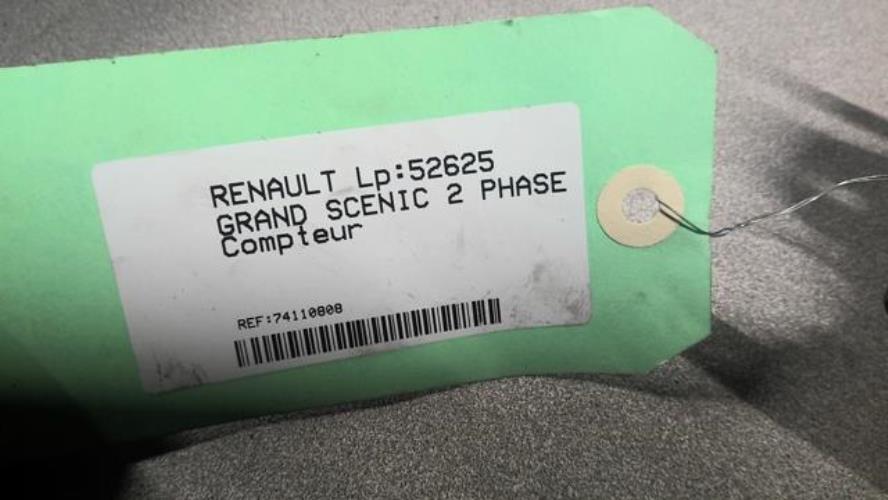 RENAULT Lp:52625
GRAND SCENIC 2 PHASE
Compteur
REF:74110808